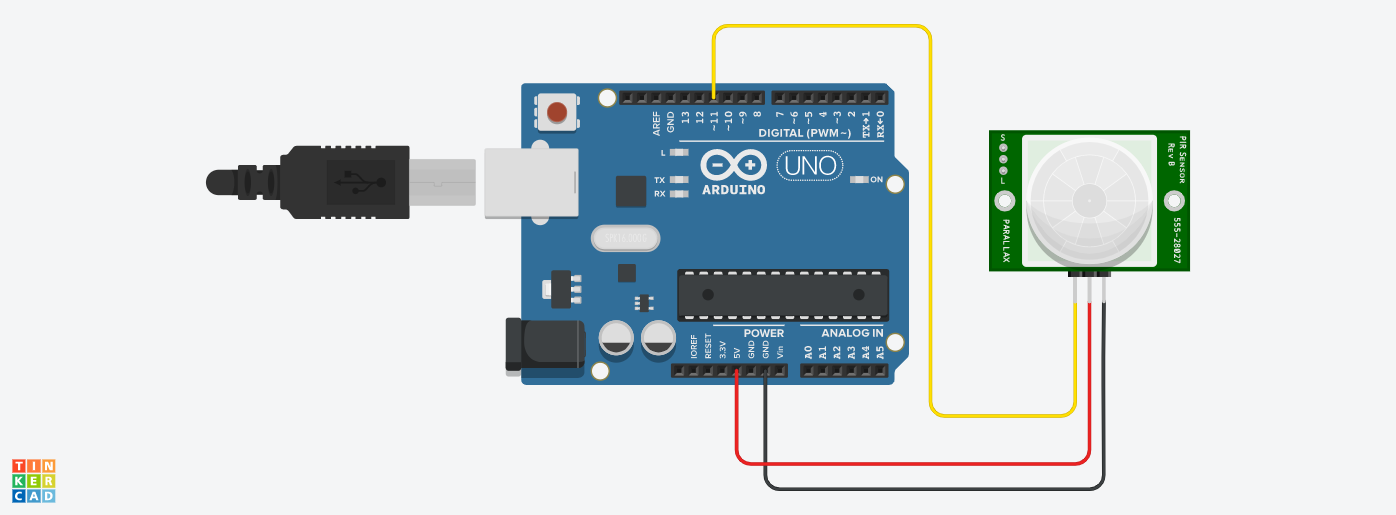 AREF
GND
13
12
~11
~10
~9
8
7
~6
~5
4
~3
2
TX→1
RX←0
DIGITAL (PWM~)
L
TX
RX
ARDUINO
UNO
ON
POWER
ANALOG IN
IOREF
RESET
3.3V
5V
GND
GND
Vin
A0
A1
A2
A3
A4
A5
S
L
PARALLAX
PIR SENSOR
REV B
555-28027
TIN
KER
CAD